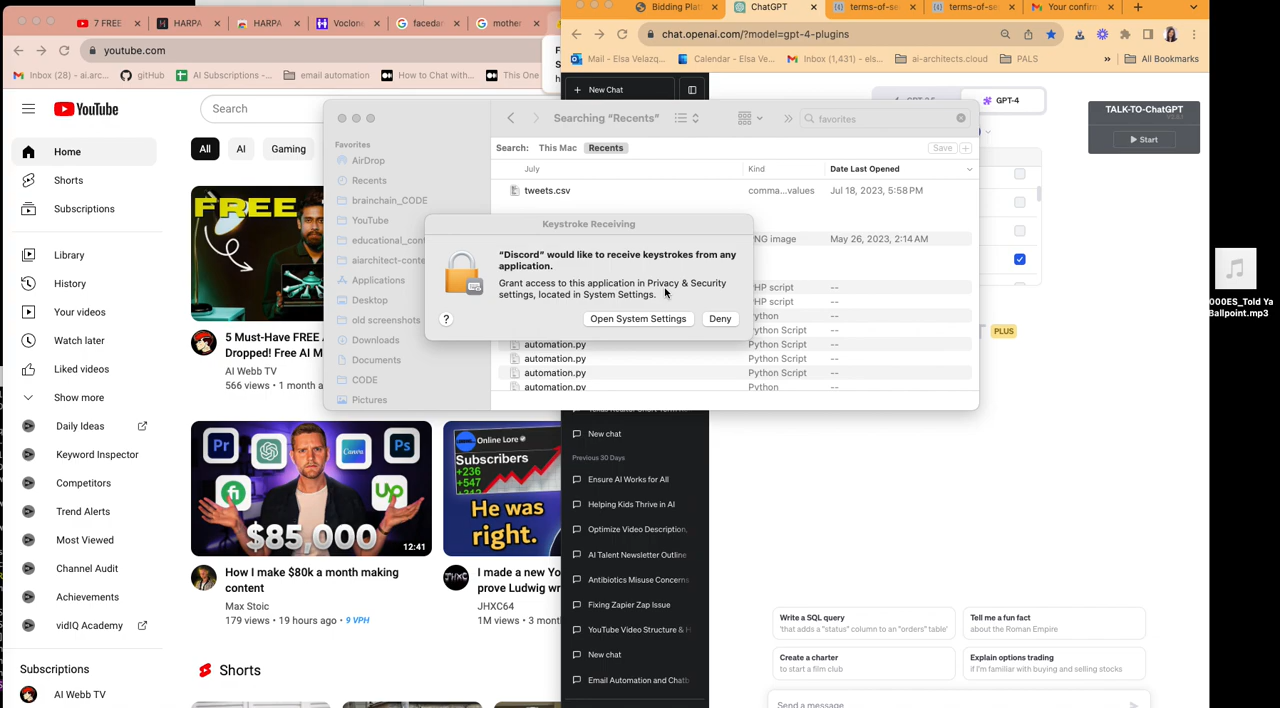 7 FREE
HARPA
HARPA
Voclone
facedan
mother
youtube.com
Inbox (28) - ai.arc...
gitHub
AI Subscriptions -...
email automation
How to Chat with...
This One
YouTube
Search
Home
Shorts
Subscriptions
Library
History
Your videos
Watch later
Liked videos
Show more
Daily Ideas
Keyword Inspector
Competitors
Trend Alerts
Most Viewed
Channel Audit
Achievements
vidIQ Academy
Subscriptions
AI Webb TV
All
AI
Gaming
FREE
5 Must-Have FREE
Dropped! Free AI M
AI Webb TV
566 views • 1 month a
Pr
Canva
Ps
fi
Up
$85,000
12:41
How I make $80k a month making
content
Max Stoic
179 views • 19 hours ago • 9 VPH
Online Lore
Subscribers
+236
+547
He was
right.
I made a new Yo
prove Ludwig wr
JHXC64
1M views • 3 mont
Shorts
Bidding Plat
ChatGPT
terms-of-se
terms-of-se
Your confirm
chat.openai.com/?model=gpt-4-plugins
Mail - Elsa Velazq...
Calendar - Elsa Ve...
Inbox (1,431) - els...
ai-architects.cloud
PALS
»
All Bookmarks
New Chat
GPT-4
TALK-TO-ChatGPT
Start
Searching “Recents”
favorites
Search:
This Mac
Recents
Save
July
Kind
Date Last Opened
tweets.csv
comma...values
Jul 18, 2023, 5:58 PM
NG image
May 26, 2023, 2:14 AM
HP script
HP script
ython
ython Script
automation.py
Python Script
automation.py
Python Script
automation.py
Python Script
automation.py
Python
Favorites
AirDrop
Recents
brainchain_CODE
YouTube
educational_cont
aiarchitect-conte
Applications
Desktop
old screenshots
Downloads
Documents
CODE
Pictures
Keystroke Receiving
“Discord” would like to receive keystrokes from any
application.
Grant access to this application in Privacy & Security
settings, located in System Settings.
?
Open System Settings
Deny
PLUS
000ES_Told Ya
Ballpoint.mp3
New chat
Previous 30 Days
Ensure AI Works for All
Helping Kids Thrive in AI
Optimize Video Description,
AI Talent Newsletter Outline
Antibiotics Misuse Concerns
Fixing Zapier Zap Issue
YouTube Video Structure & H
New chat
Email Automation and Chatb
Write a SQL query
'that adds a "status" column to an "orders" table'
Tell me a fun fact
about the Roman Empire
Create a charter
to start a film club
Explain options trading
if I'm familiar with buying and selling stocks
Send a message